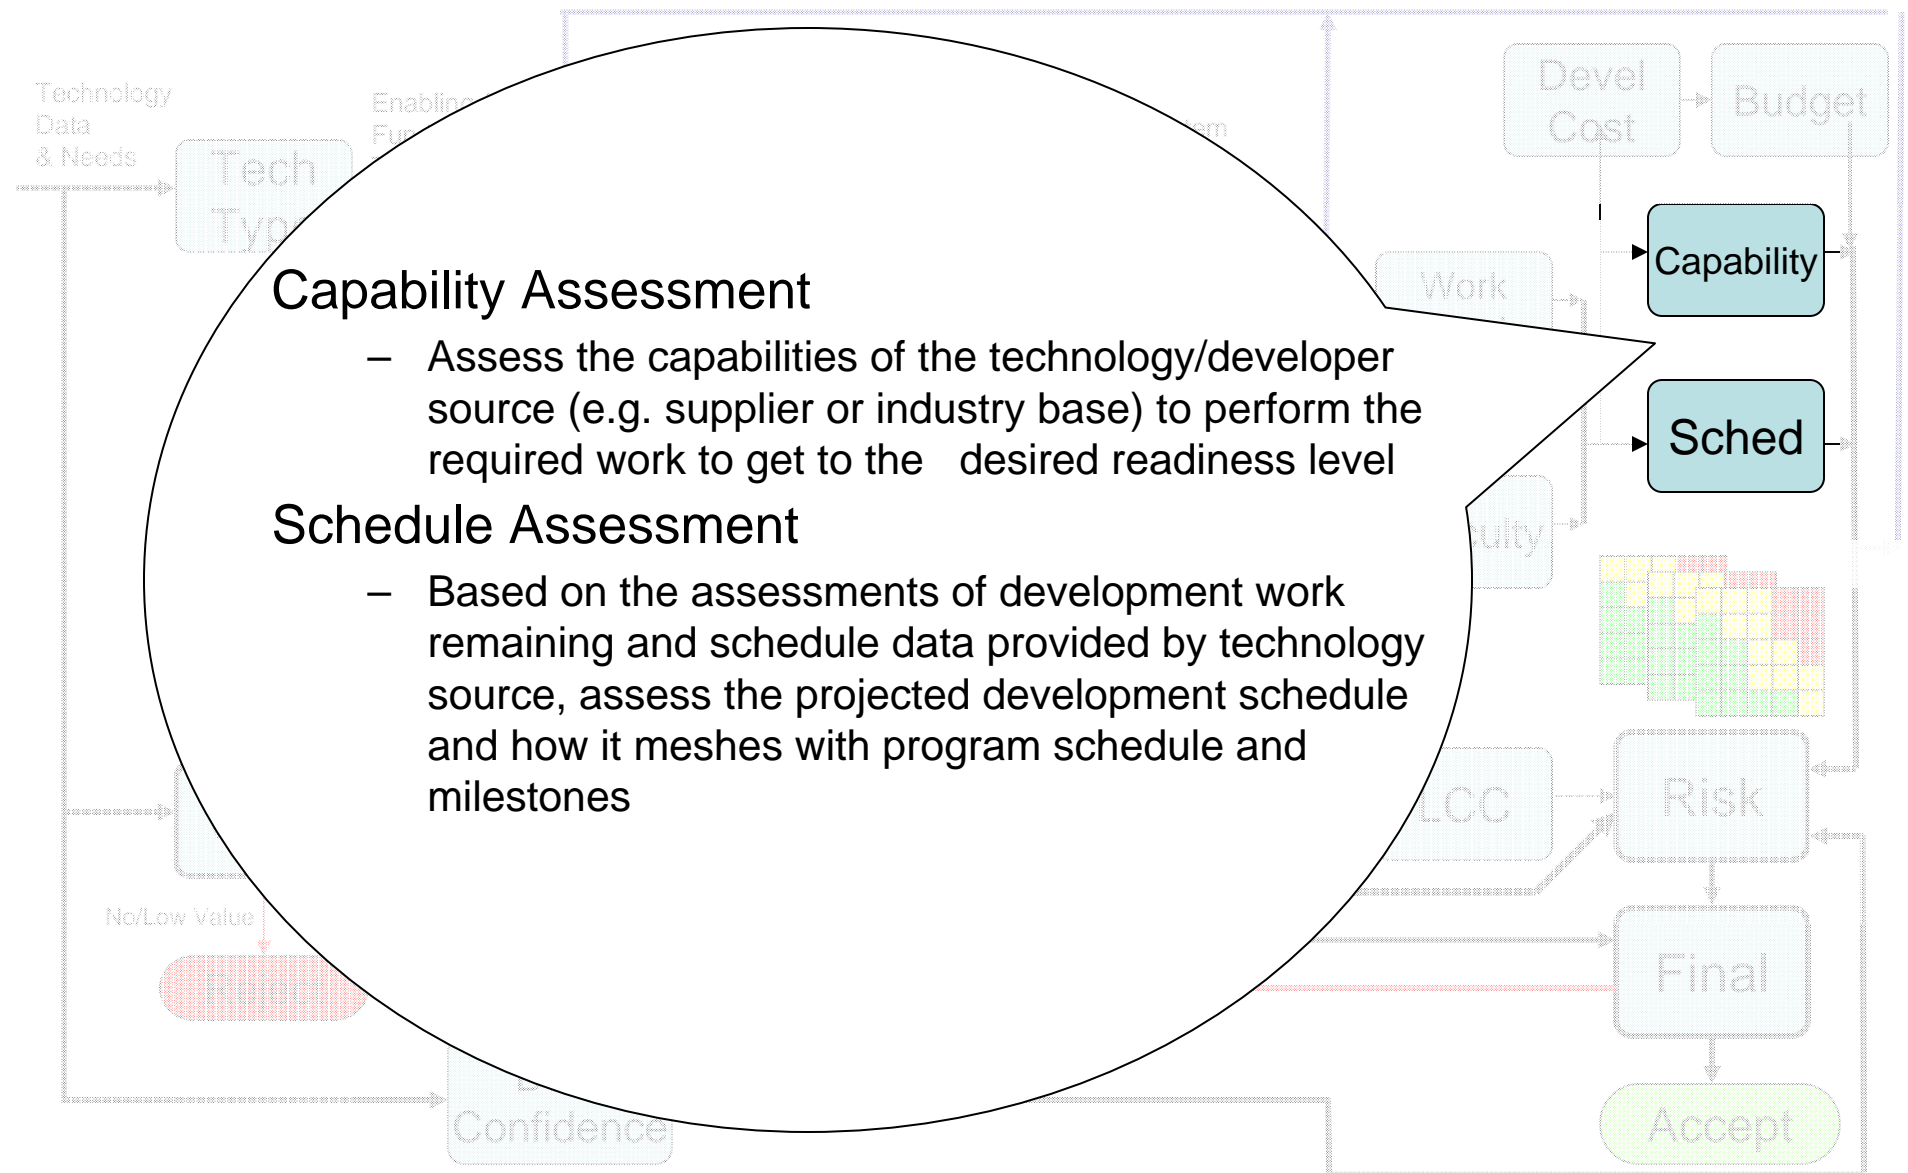 Technology
Data
& Needs
Tech
Enabling
Devel
Cost
Budget
Capability
Work
Sched
Capability Assessment
– Assess the capabilities of the technology/developer
source (e.g. supplier or industry base) to perform the
required work to get to the desired readiness level
Schedule Assessment
– Based on the assessments of development work
remaining and schedule data provided by technology
source, assess the projected development schedule
and how it meshes with program schedule and
milestones
LCC
Risk
No/Low Value
Final
Confidence
Accept